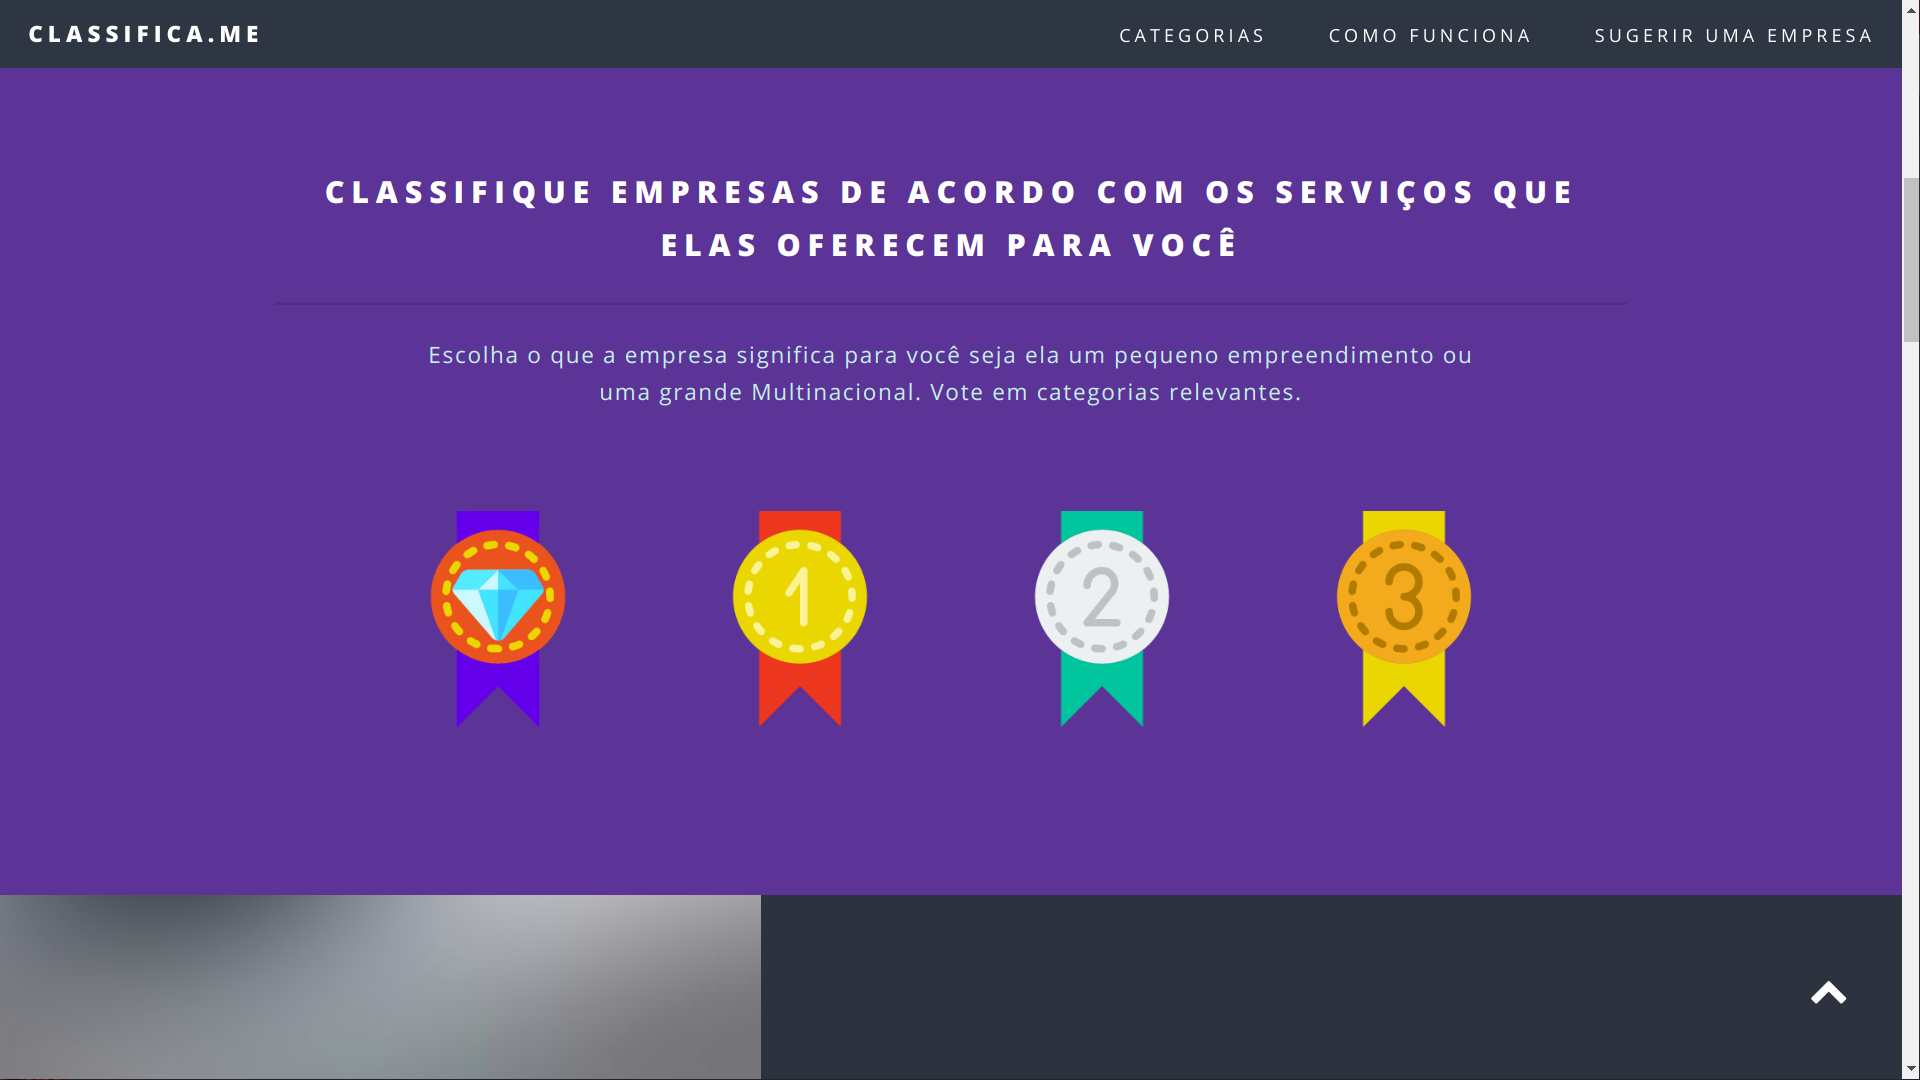 CLASSIFICA.ME
CATEGORIAS
COMO FUNCIONA
SUGERIR UMA EMPRESA
CLASSIFIQUE EMPRESAS DE ACORDO COM OS SERVIÇOS QUE
ELAS OFERECEM PARA VOCÊ
Escolha o que a empresa significa para você seja ela um pequeno empreendimento ou
uma grande Multinacional. Vote em categorias relevantes.
1
2
3